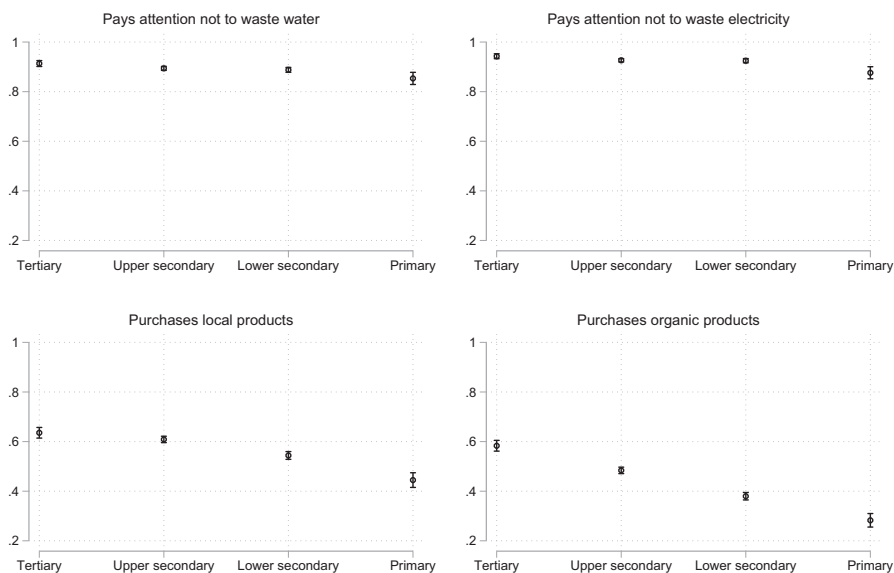 Pays attention not to waste water
1
.8
.6
.4
.2
Tertiary Upper secondary Lower secondary Primary
Pays attention not to waste electricity
1
.8
.6
.4
.2
Tertiary Upper secondary Lower secondary Primary
Purchases local products
1
.8
.6
.4
.2
Tertiary Upper secondary Lower secondary Primary
Purchases organic products
1
.8
.6
.4
.2
Tertiary Upper secondary Lower secondary Primary